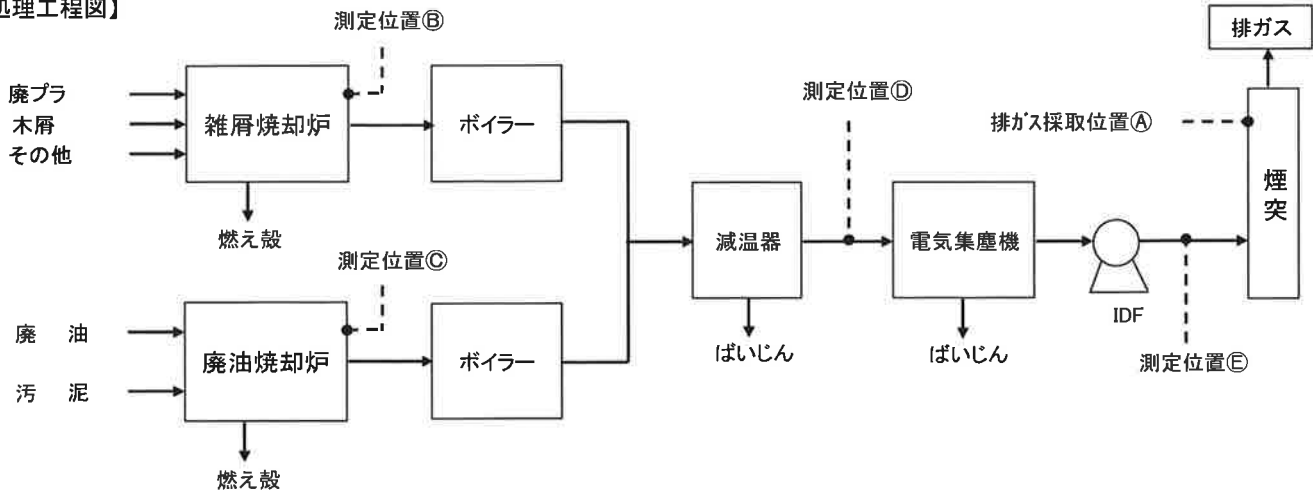 処理工程図】
測定位置Ⓑ
排ガス
廃プラ
木屑
その他
雑屑焼却炉
ボイラー
測定位置Ⓓ
排ガス採取位置Ⓐ
煙突
燃え殻
減温器
電気集塵機
測定位置Ⓒ
IDF
廃 油
汚 泥
廃油焼却炉
ボイラー
ばいじん
ばいじん
測定位置Ⓔ
燃え殻